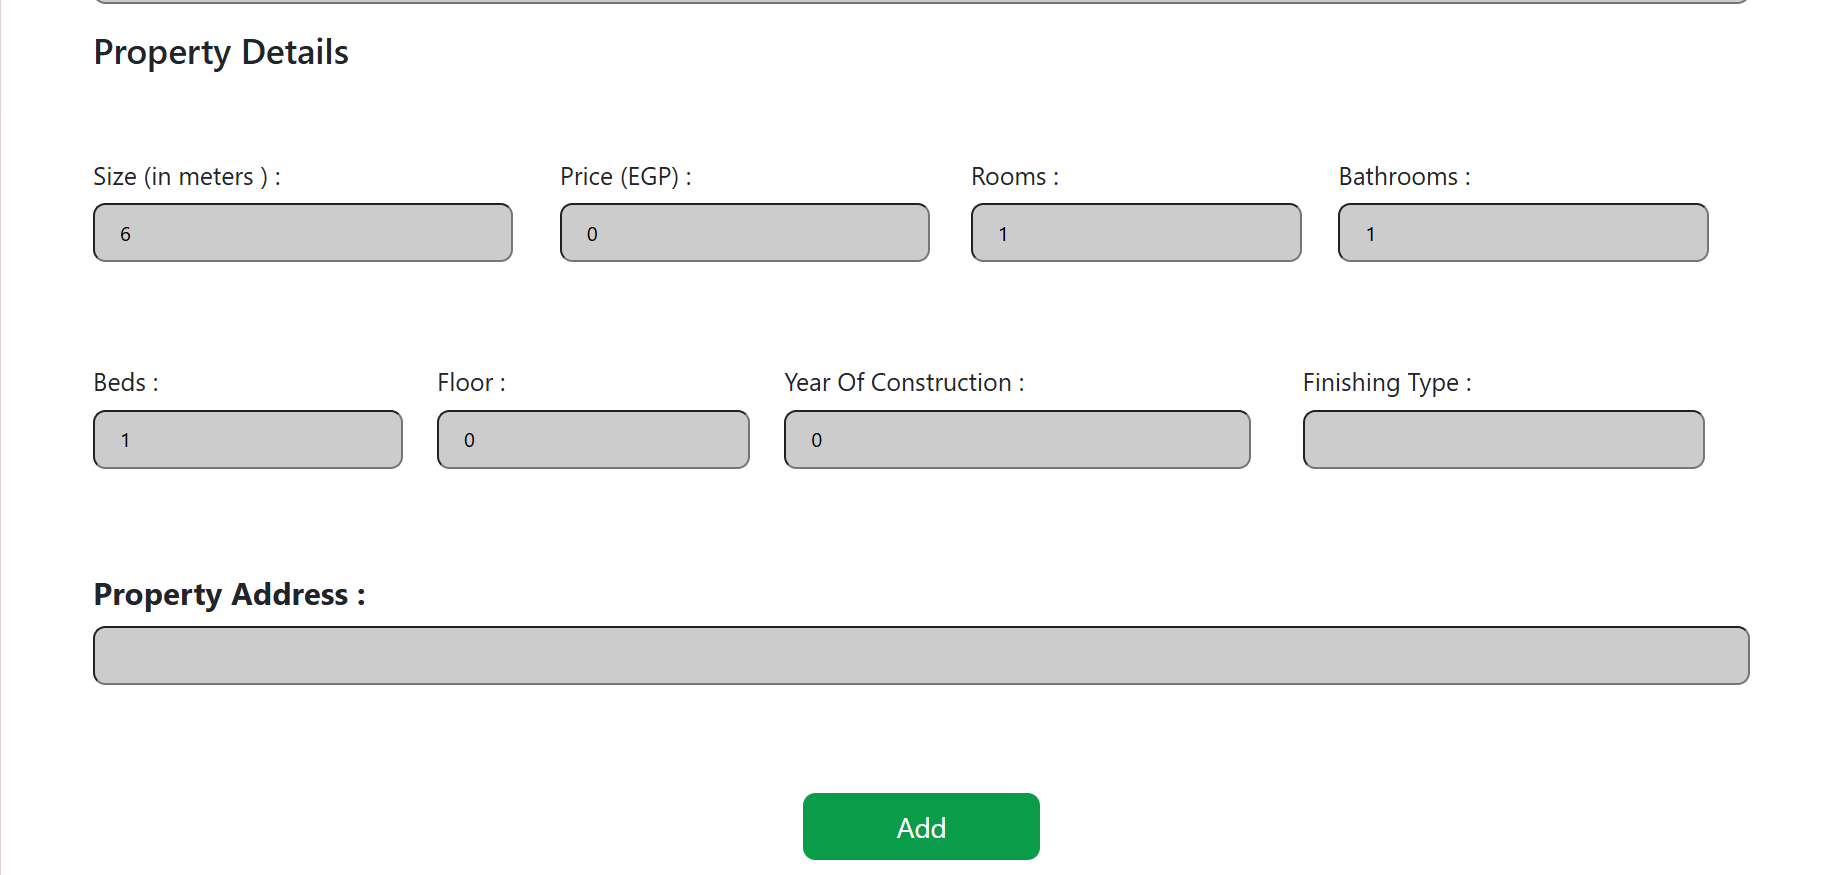 Property Details
Size (in meters ) : Price (EGP) : Rooms : Bathrooms :
6 0 1 1
Beds : Floor : Year Of Construction : Finishing Type :
1 0 0
Property Address :
Add